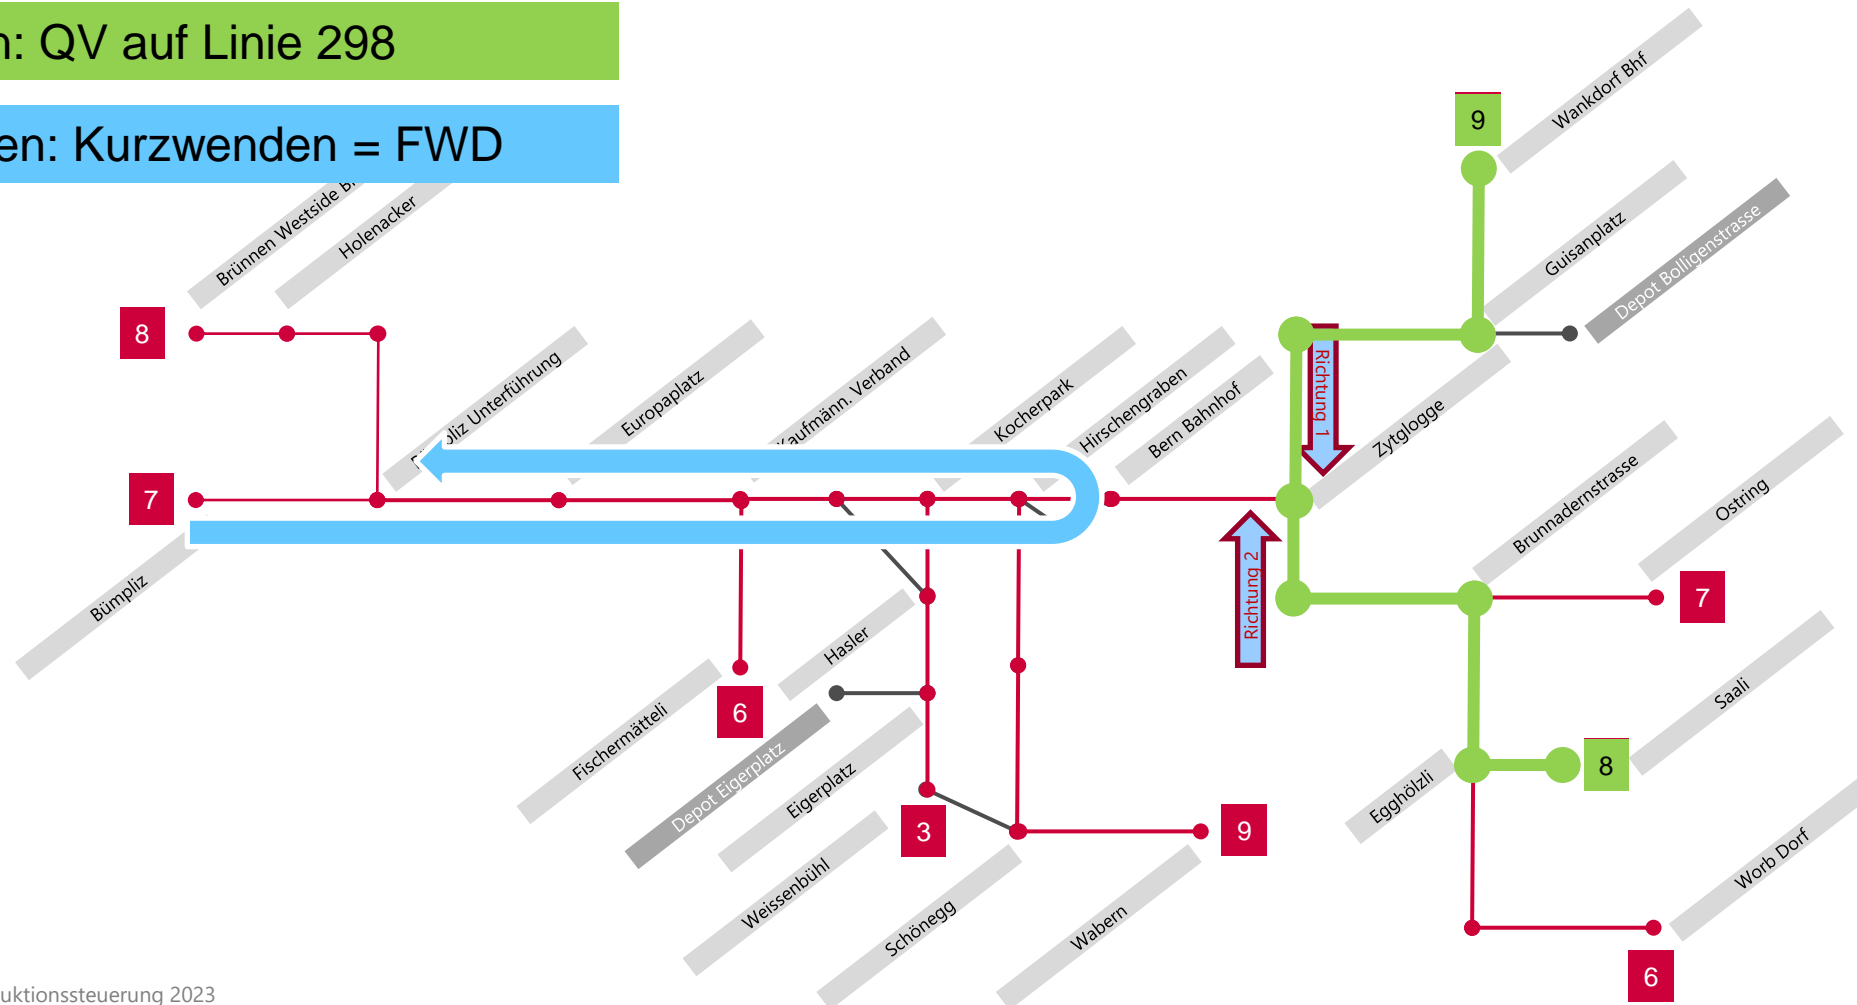 n: QV auf Linie 298
en: Kurzwenden = FWD
9
Wankdorf Bhf
Guisanplatz
Depot Bolligenstrasse
Brünnen Westside
Holenacker
8
liz Unterführung
Europaplatz
Kaufmänn. Verband
Kocherpark
Hirschengraben
Bern Bahnhof
Richtung 1
Zytglogge
7
Bümpliz
Richtung 2
Brunnadernstrasse
Ostring
7
Hasler
Fischermätteli
6
Depot Eigerplatz
Eigerplatz
Saali
8
Egghölzli
Weissenbühl
3
Schönegg
Wabern
9
Worb Dorf
6
uktionssteuerung 2023